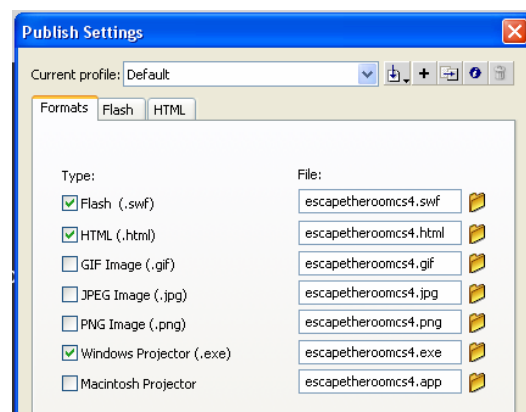 Publish Settings
Current profile: Default
Formats Flash HTML
Type: File:
Flash (.swf) escapetheroomcs4.swf
HTML (.html) escapetheroomcs4.html
GIF Image (.gif) escapetheroomcs4.gif
JPEG Image (.jpg) escapetheroomcs4.jpg
PNG Image (.png) escapetheroomcs4.png
Windows Projector (.exe) escapetheroomcs4.exe
Macintosh Projector escapetheroomcs4.app